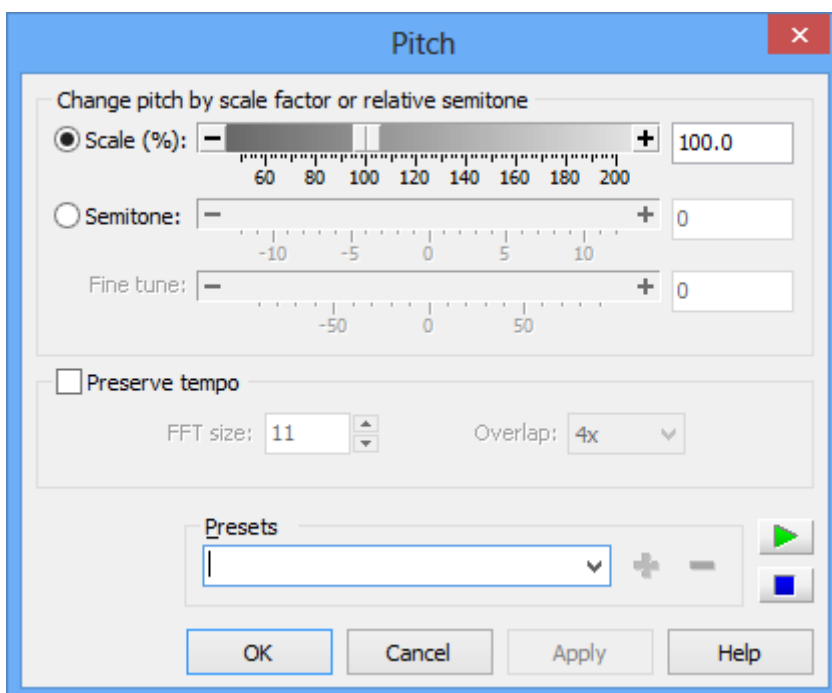 Pitch
Change pitch by scale factor or relative semitone
Scale (%): 100.0
60 80 100 120 140 160 180 200
Semitone: 0
-10 -5 0 5 10
Fine tune: 0
-50 0 50
Preserve tempo
FFT size: 11 Overlap: 4x
Presets
OK Cancel Apply Help